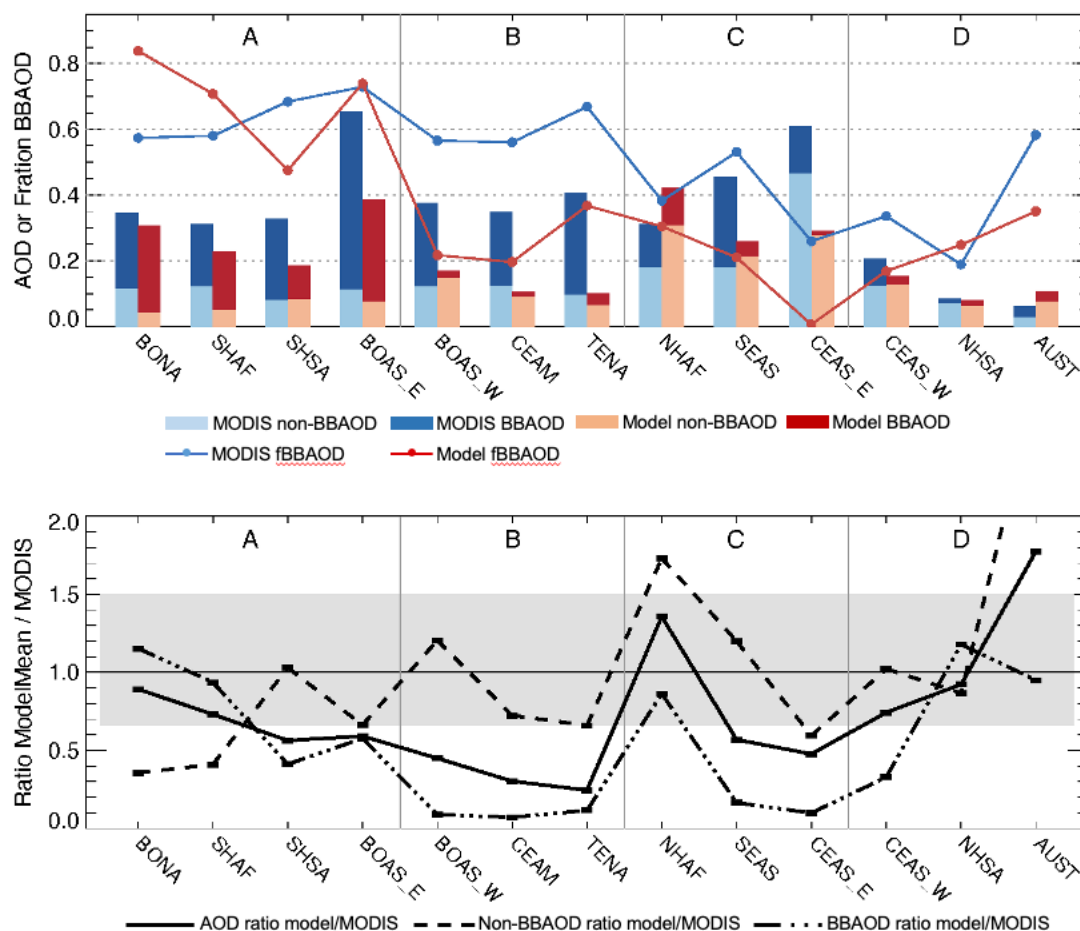 A B C D
AOD or Fration BBAOD
0.8
0.6
0.4
0.2
0.0
BONA SHAF SHSA BOAS_E BOAS_W CEAM TENA NHAF SEAS CEAS_E CEAS_W NHSA AUST
MODIS non-BBAOD MODIS BBAOD Model non-BBAOD Model BBAOD
MODIS fBBAOD Model fBBAOD
2.0
A B C D
Ratio ModelMean / MODIS
1.5
1.0
0.5
0.0
BONA SHAF SHSA BOAS_E BOAS_W CEAM TENA NHAF SEAS CEAS_E CEAS_W NHSA AUST
AOD ratio model/MODIS Non-BBAOD ratio model/MODIS BBAOD ratio model/MODIS